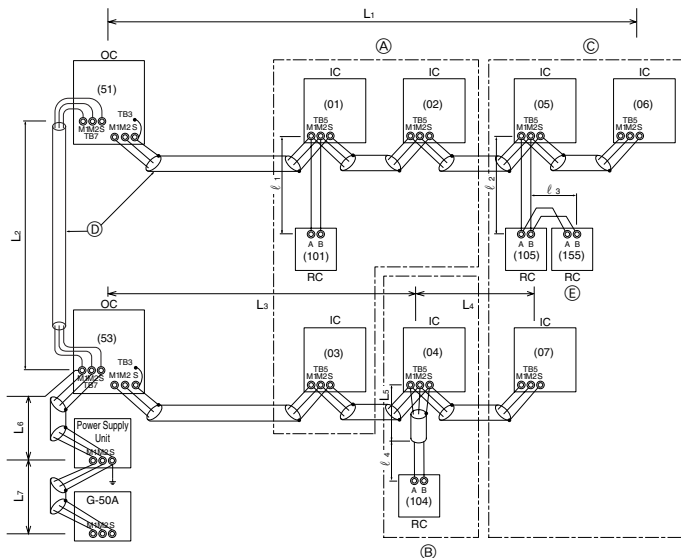 L1
A
C
OC
IC
IC
IC
IC
(51)
(01)
(02)
(05)
(06)
TB3
TB5
TB5
TB5
TB5
M1M2S
M1M2 S
M1M2S
M1M2S
M1M2S
M1M2S
TB7
ℓ1
ℓ2
ℓ3
L2
D
A B
A B
A B
(101)
(105)
(155)
RC
RC
RC
E
OC
L3
L4
IC
IC
IC
(53)
(03)
(04)
(07)
TB3
TB5
TB5
TB5
M1M2S
M1M2 S
M1M2S
M1M2S
M1M2S
TB7
L5
L6
Power Supply
Unit
M1M2 S
ℓ4
A B
(104)
RC
L7
G-50A
M1M2 S
B